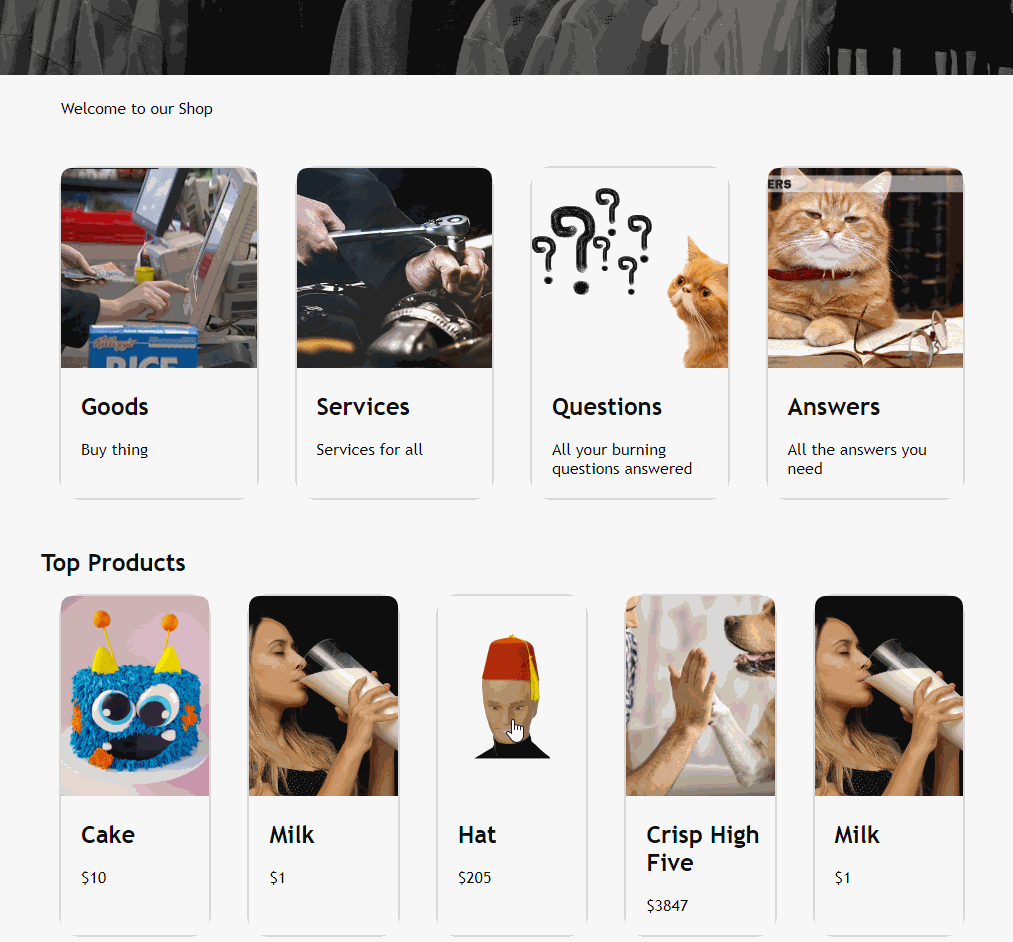 Welcome to our Shop
ERS
Goods
Services
Questions
Answers
Buy thing
Services for all
All your burning
questions answered
All the answers you
need
Top Products
Cake
Milk
Hat
Crisp High
Five
Milk
$10
$1
$205
$3847
$1